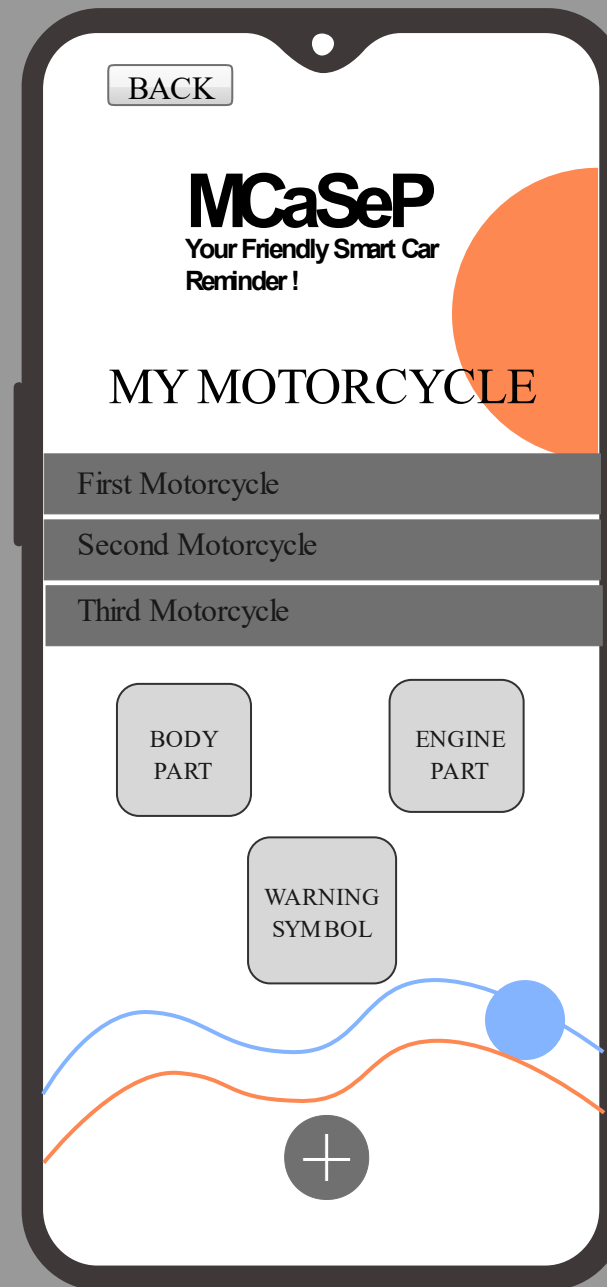 BACK
MCaSeP
Your Friendly Smart Car
Reminder !
MY MOTORCYCLE
First Motorcycle
Second Motorcycle
Third Motorcycle
BODY
PART
ENGINE
PART
WARNING
SYMBOL